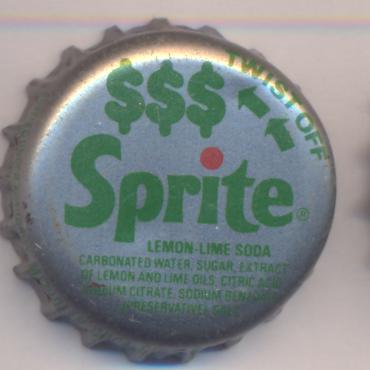 $$$
TWIST OFF
Sprite®
LEMON-LIME SODA
CARBONATED WATER, SUGAR, EXTRACT
OF LEMON AND LIME OILS, CITRIC ACID
SODIUM CITRATE, SODIUM BENZOATE
(PRESERVATIVE), SALT